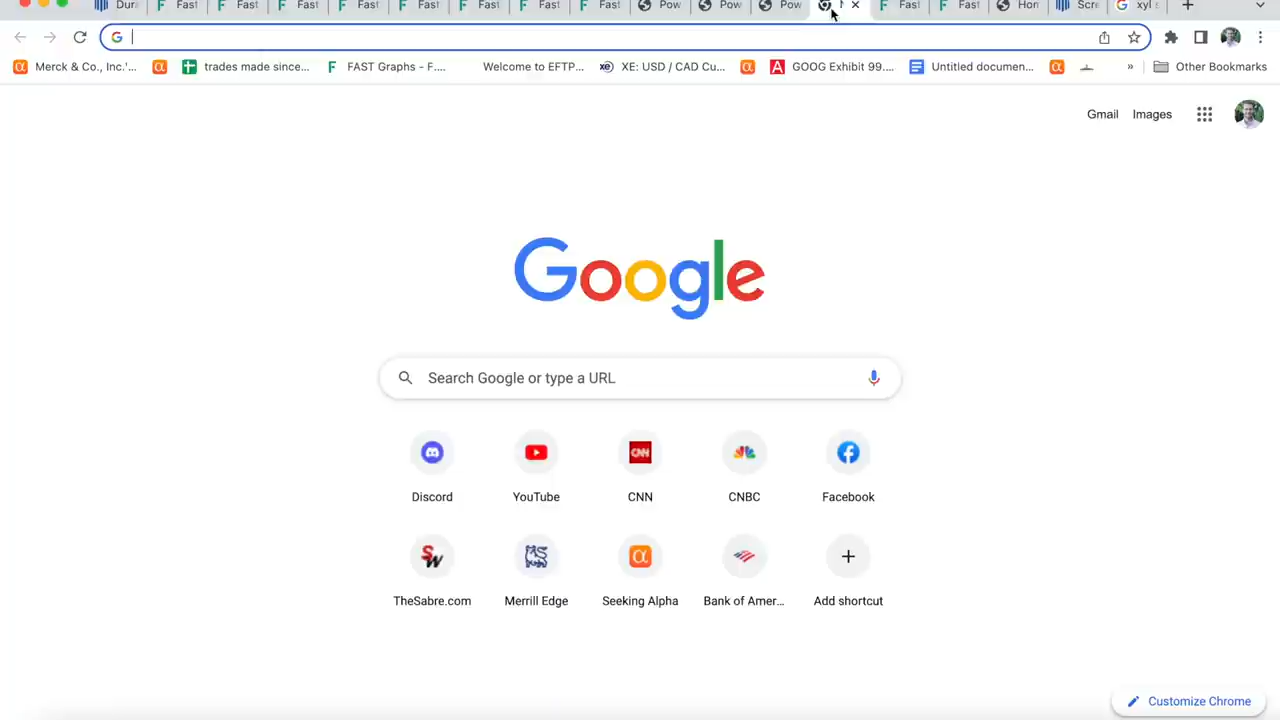 Dura Fast Fast Fast Fast Fast Fast Fast Fast Pow Pow Pow N Fast Fast Hor Scre xyl s
Merck & Co., Inc.'... trades made since... FAST Graphs - F.... Welcome to EFTP... XE: USD / CAD Cu... GOOG Exhibit 99.... Untitled documen... » Other Bookmarks
Gmail Images
Google
Search Google or type a URL
Discord YouTube CNN CNBC Facebook
TheSabre.com Merrill Edge Seeking Alpha Bank of Amer... Add shortcut
Customize Chrome